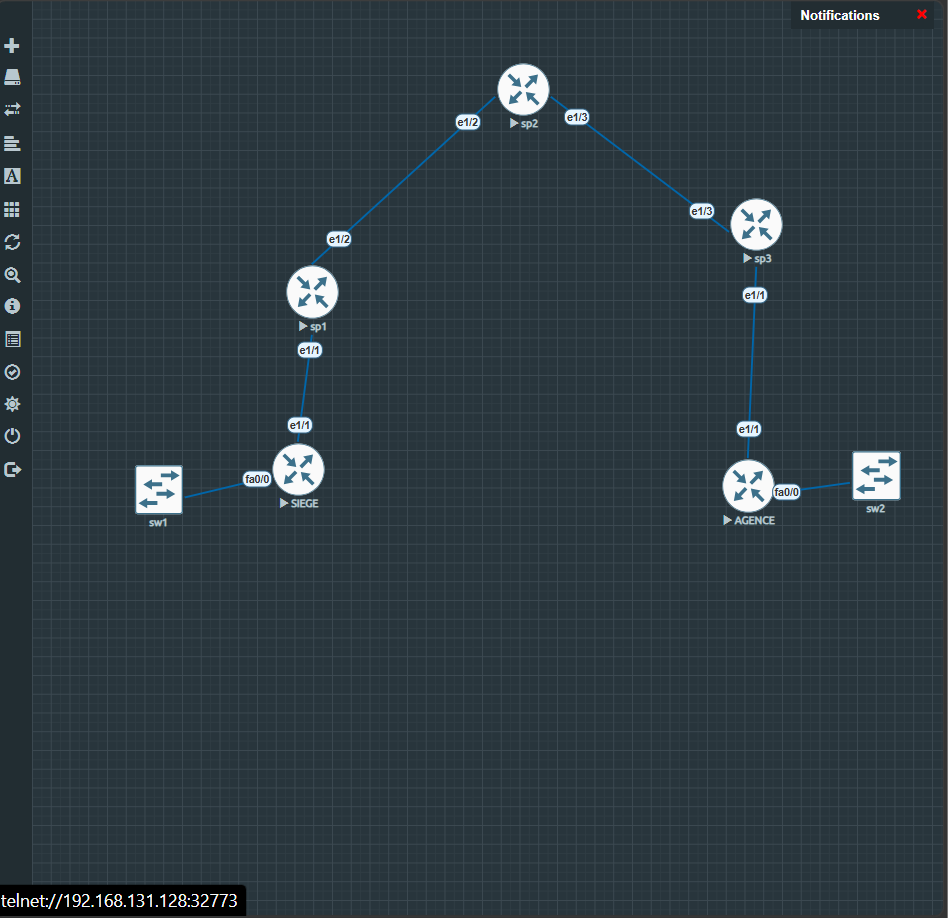 Notifications
A
sp2
e1/2
e1/3
e1/3
e1/2
sp3
e1/1
sp1
e1/1
e1/1
e1/1
fa0/0
SIEGE
sw1
fa0/0
AGENCE
sw2
telnet://192.168.131.128:32773